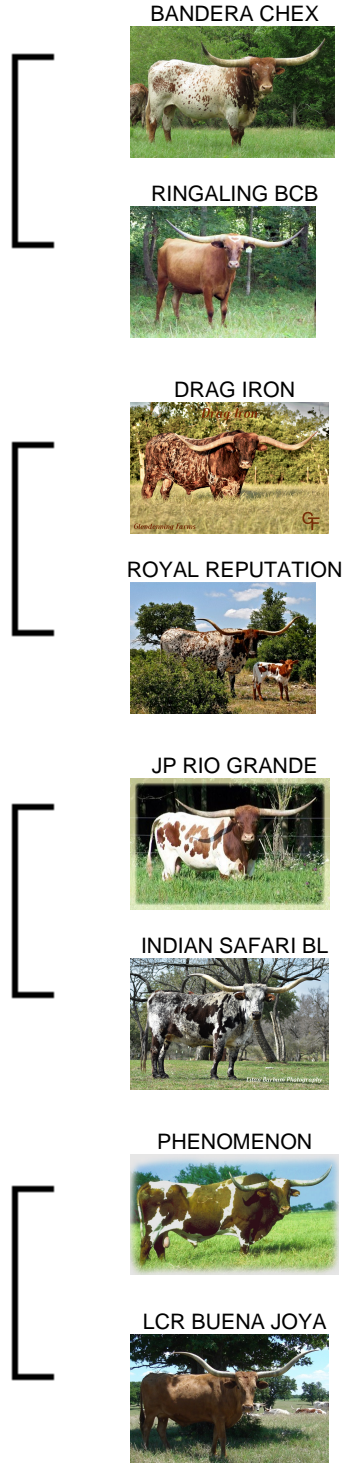 BANDERA CHEX
RINGALING BCB
DRAG IRON
Drag Iron
Glendenning Farms
GF
ROYAL REPUTATION
JP RIO GRANDE
INDIAN SAFARI BL
PHENOMENON
LCR BUENA JOYA